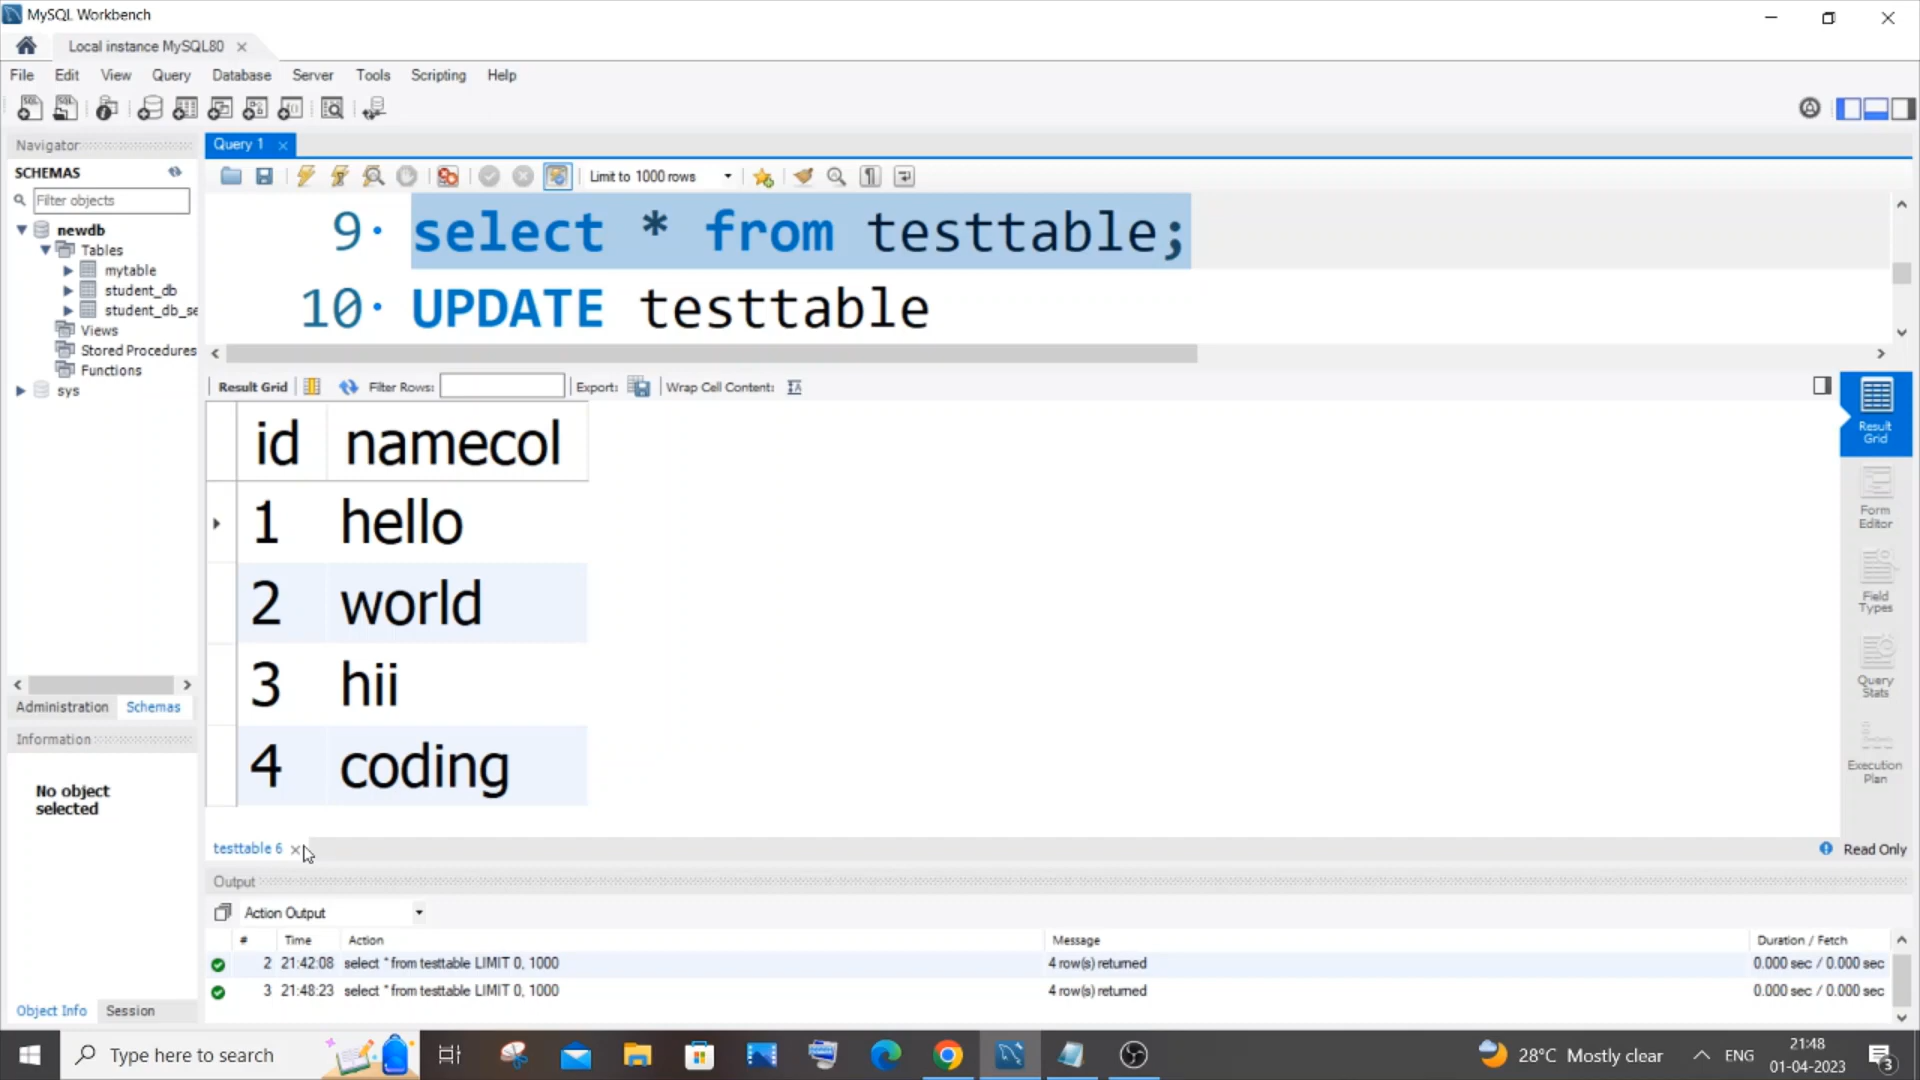 MySQL Workbench
Local instance MySQL80
File Edit View Query Database Server Tools Scripting Help
Navigator
Query 1
SCHEMAS
Limit to 1000 rows
Filter objects
9 select * from testtable;
10 UPDATE testtable
newdb
Tables
mytable
student_db
student_db_se
Views
Stored Procedures
Functions
sys
Result Grid Filter Rows: Export: Wrap Cell Content:
id namecol
1 hello
2 world
3 hii
4 coding
Result Grid
Form Editor
Field Types
Query Stats
Execution Plan
Administration Schemas
Information
No object selected
testtable 6
Read Only
Output
Action Output
# Time Action Message Duration / Fetch
2 21:42:08 select * from testtable LIMIT 0, 1000 4 row(s) returned 0.000 sec / 0.000 sec
3 21:48:23 select * from testtable LIMIT 0, 1000 4 row(s) returned 0.000 sec / 0.000 sec
Object Info Session
Type here to search
28°C Mostly clear
ENG
21:48
01-04-2023
3